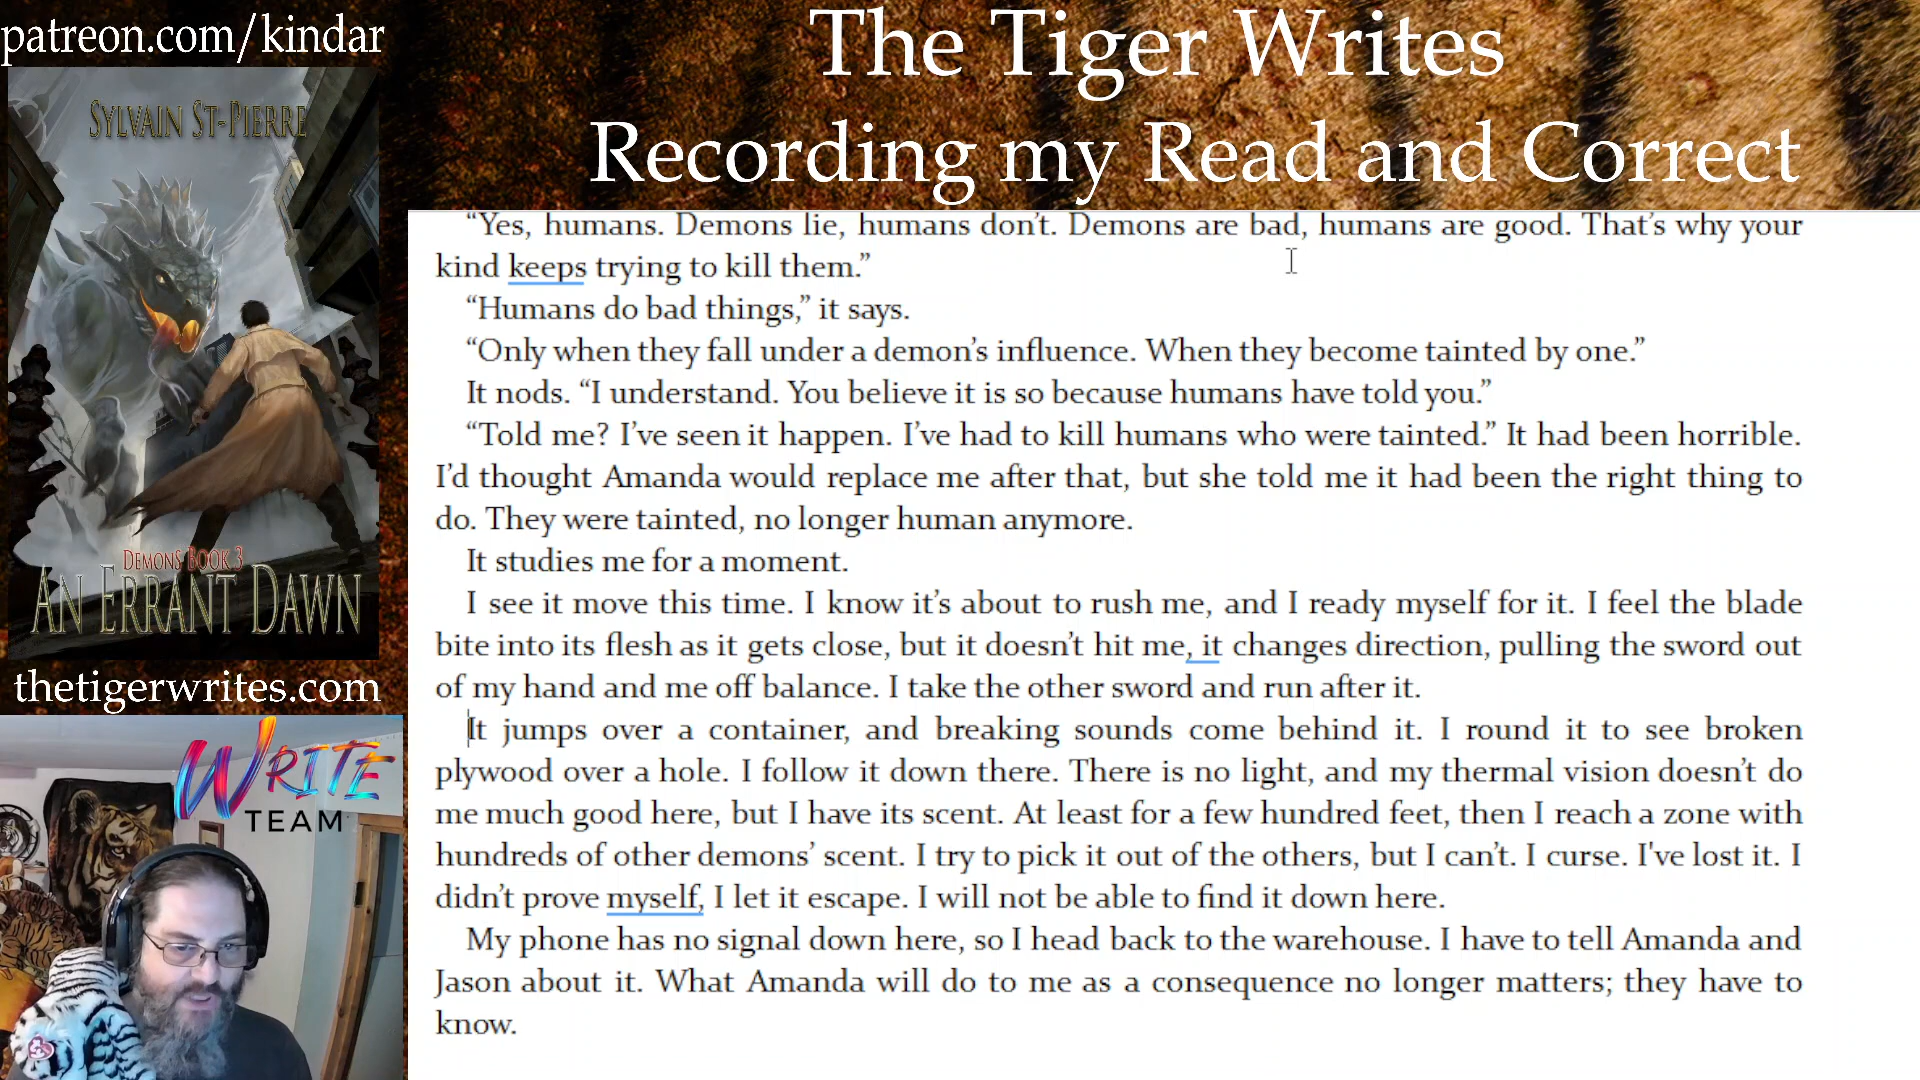 patreon.com/kindar
The Tiger Writes
Recording my Read and Correct
SYLVAIN ST-PIERRE
DEMONS BOOK 3
AN ERRANT DAWN
thetigerwrites.com
WRITE
TEAM
“Yes, humans. Demons lie, humans don’t. Demons are bad, humans are good. That’s why your
kind keeps trying to kill them.”
“Humans do bad things,” it says.
“Only when they fall under a demon’s influence. When they become tainted by one.”
It nods. “I understand. You believe it is so because humans have told you.”
“Told me? I’ve seen it happen. I’ve had to kill humans who were tainted.” It had been horrible.
I’d thought Amanda would replace me after that, but she told me it had been the right thing to
do. They were tainted, no longer human anymore.
It studies me for a moment.
I see it move this time. I know it’s about to rush me, and I ready myself for it. I feel the blade
bite into its flesh as it gets close, but it doesn’t hit me, it changes direction, pulling the sword out
of my hand and me off balance. I take the other sword and run after it.
It jumps over a container, and breaking sounds come behind it. I round it to see broken
plywood over a hole. I follow it down there. There is no light, and my thermal vision doesn’t do
me much good here, but I have its scent. At least for a few hundred feet, then I reach a zone with
hundreds of other demons’ scent. I try to pick it out of the others, but I can’t. I curse. I've lost it. I
didn’t prove myself, I let it escape. I will not be able to find it down here.
My phone has no signal down here, so I head back to the warehouse. I have to tell Amanda and
Jason about it. What Amanda will do to me as a consequence no longer matters; they have to
know.